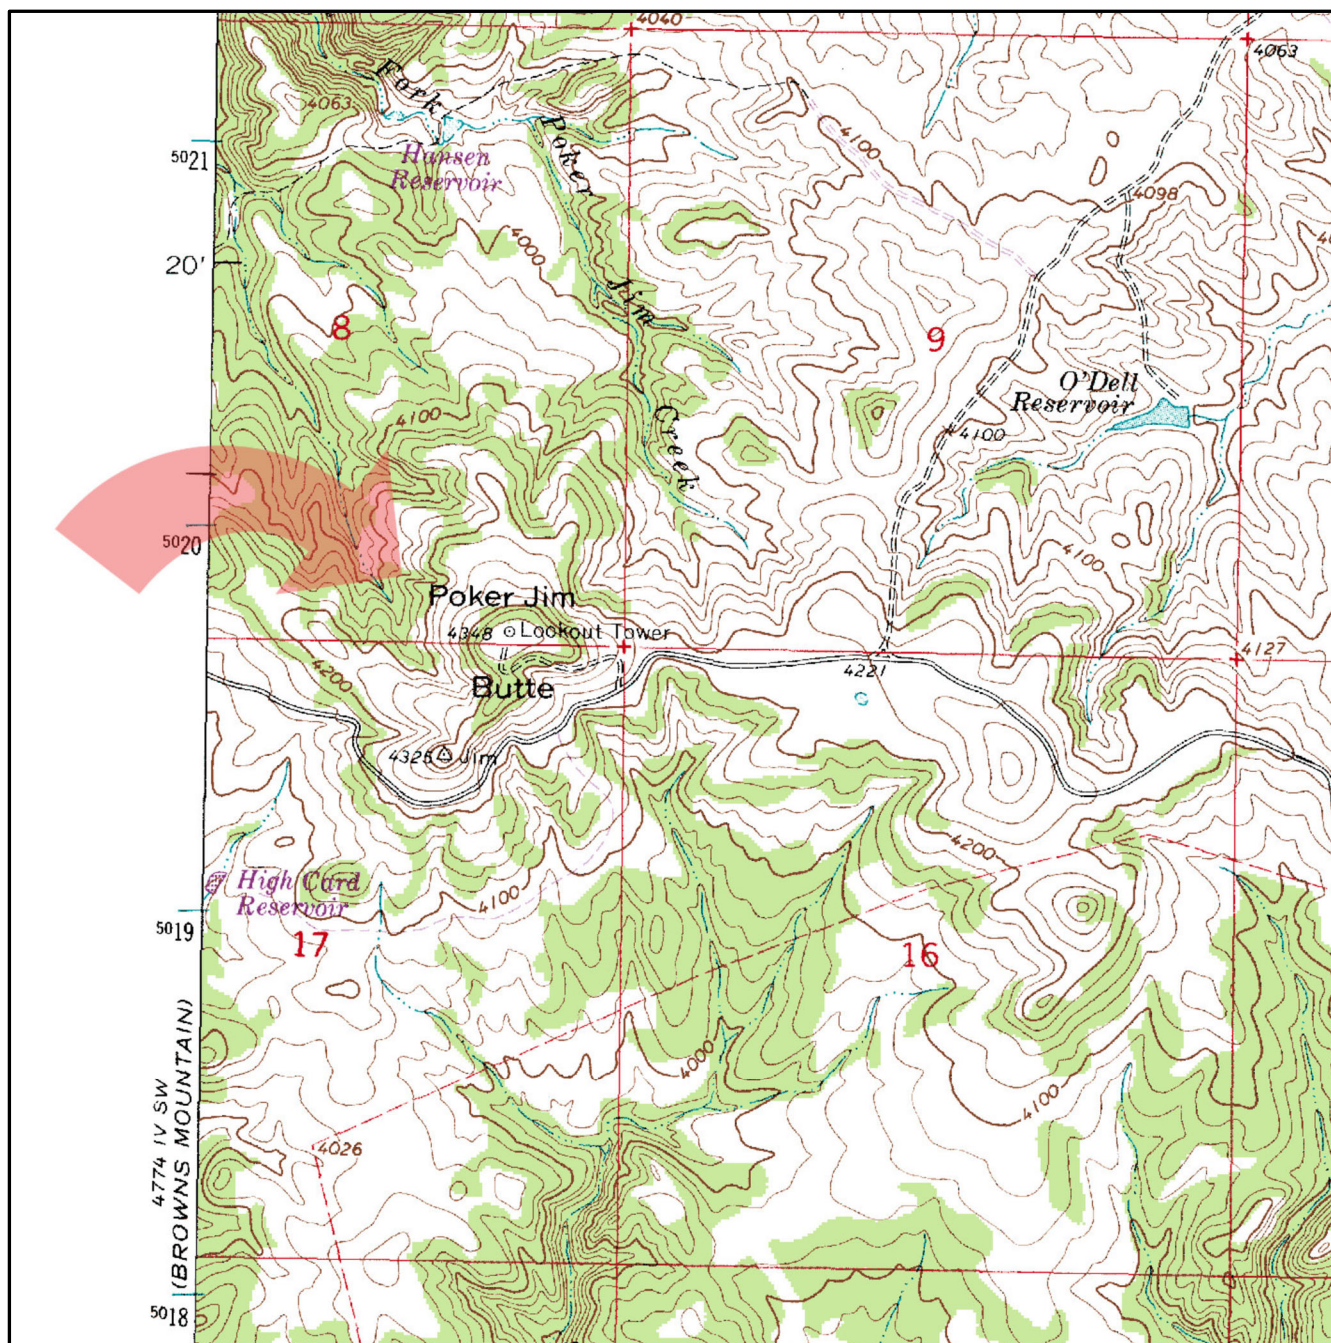 4040
4063
Fork
4063
Poker
4100
5021
Hansen
Reservoir
4098
4000
20'
Jim
8
9
O'Dell
Reservoir
4100
Creek
4100
5020
4100
Poker Jim
4348 Lookout Tower
4127
4200
4221
Butte
4325 Jim
4200
High Card
Reservoir
4100
5019
17
16
4000
4100
4774 IV SW
(BROWNS MOUNTAIN)
4026
5018